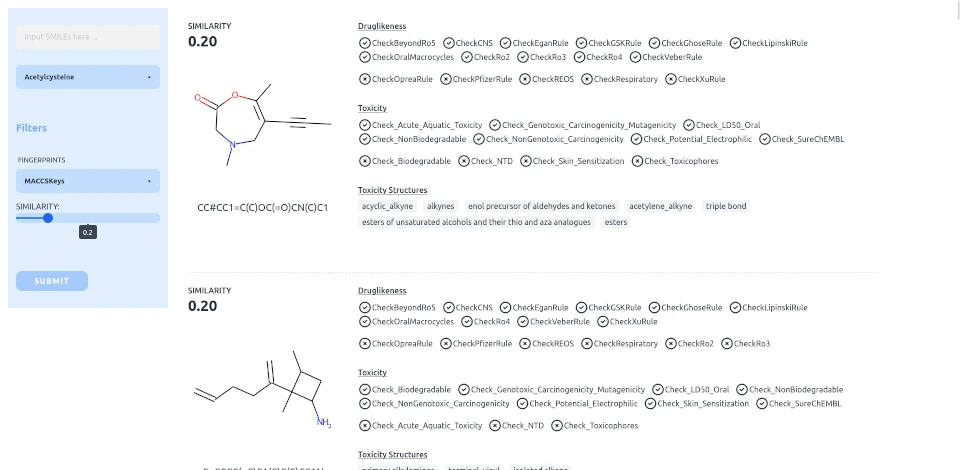 Input SMILEs here ...
Acetylcysteine
Filters
FINGERPRINTS
MACCSKeys
SIMILARITY:
0.2
SUBMIT
SIMILARITY
0.20
O
O
N
CC#CC1=C(C)OC(=O)CN(C)C1
Druglikeness
CheckBeyondRo5 CheckCNS CheckEganRule CheckGSKRule CheckGhoseRule CheckLipinskiRule
CheckOralMacrocycles CheckRo2 CheckRo3 CheckRo4 CheckVeberRule
CheckOpreaRule CheckPfizerRule CheckREOS CheckRespiratory CheckXuRule
Toxicity
Check_Acute_Aquatic_Toxicity Check_Genotoxic_Carcinogenicity_Mutagenicity Check_LD50_Oral
Check_NonBiodegradable Check_NonGenotoxic_Carcinogenicity Check_Potential_Electrophilic Check_SureChEMBL
Check_Biodegradable Check_NTD Check_Skin_Sensitization Check_Toxicophores
Toxicity Structures
acyclic_alkyne alkynes enol precursor of aldehydes and ketones acetylene_alkyne triple bond
esters of unsaturated alcohols and their thio and aza analogues esters
SIMILARITY
0.20
NH2
Druglikeness
CheckBeyondRo5 CheckCNS CheckEganRule CheckGSKRule CheckGhoseRule CheckLipinskiRule
CheckOralMacrocycles CheckRo4 CheckVeberRule CheckXuRule
CheckOpreaRule CheckPfizerRule CheckREOS CheckRespiratory CheckRo2 CheckRo3
Toxicity
Check_Biodegradable Check_Genotoxic_Carcinogenicity_Mutagenicity Check_LD50_Oral Check_NonBiodegradable
Check_NonGenotoxic_Carcinogenicity Check_Potential_Electrophilic Check_Skin_Sensitization Check_SureChEMBL
Check_Acute_Aquatic_Toxicity Check_NTD Check_Toxicophores
Toxicity Structures